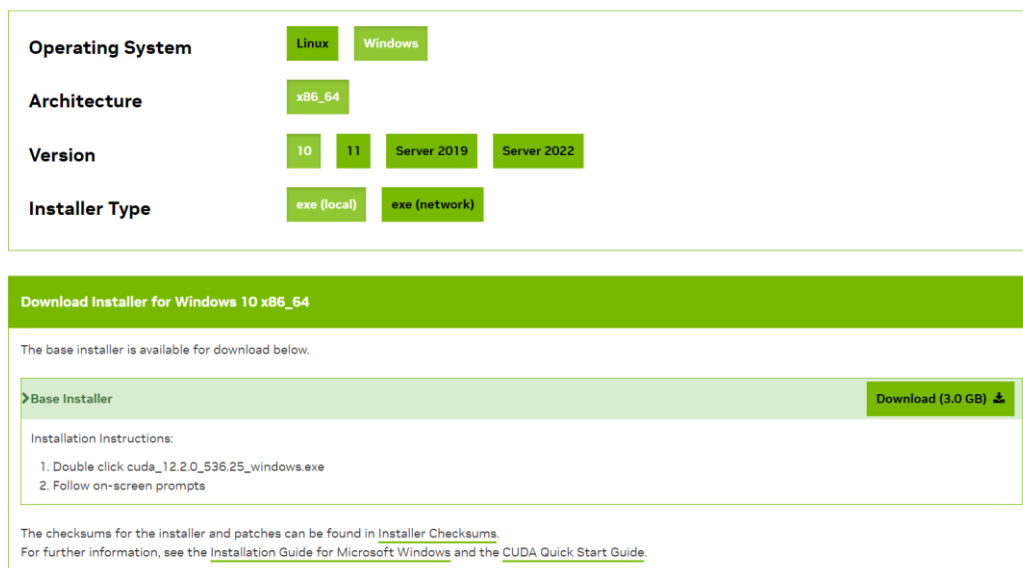 Operating System Linux Windows
Architecture x86_64
Version 10 11 Server 2019 Server 2022
Installer Type exe (local) exe (network)
Download Installer for Windows 10 x86_64
The base installer is available for download below.
Base Installer Download (3.0 GB)
Installation Instructions:
1. Double click cuda_12.2.0_536.25_windows.exe
2. Follow on-screen prompts
The checksums for the installer and patches can be found in Installer Checksums.
For further information, see the Installation Guide for Microsoft Windows and the CUDA Quick Start Guide.